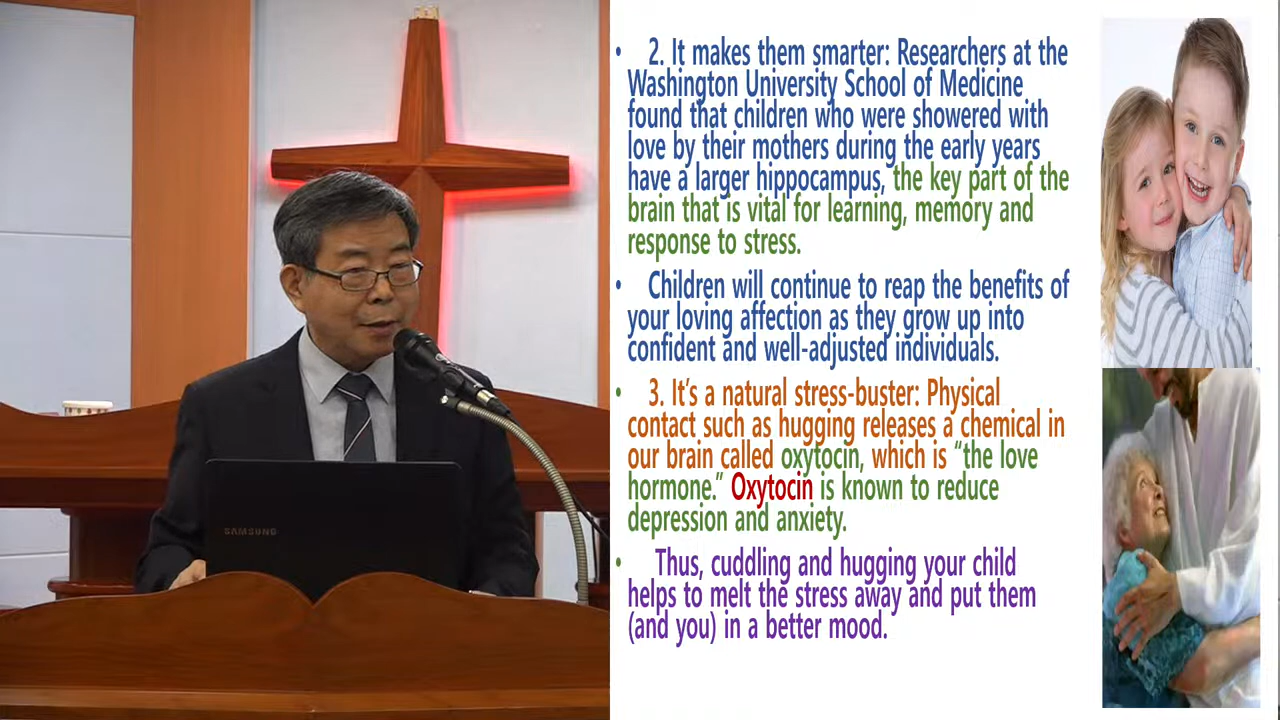 SAMSUNG
• 2. It makes them smarter: Researchers at the
Washington University School of Medicine
found that children who were showered with
love by their mothers during the early years
have a larger hippocampus, the key part of the
brain that is vital for learning, memory and
response to stress.
• Children will continue to reap the benefits of
your loving affection as they grow up into
confident and well-adjusted individuals.
• 3. It's a natural stress-buster: Physical
contact such as hugging releases a chemical in
our brain called oxytocin, which is “the love
hormone.” Oxytocin is known to reduce
depression and anxiety.
• Thus, cuddling and hugging your child
helps to melt the stress away and put them
(and you) in a better mood.